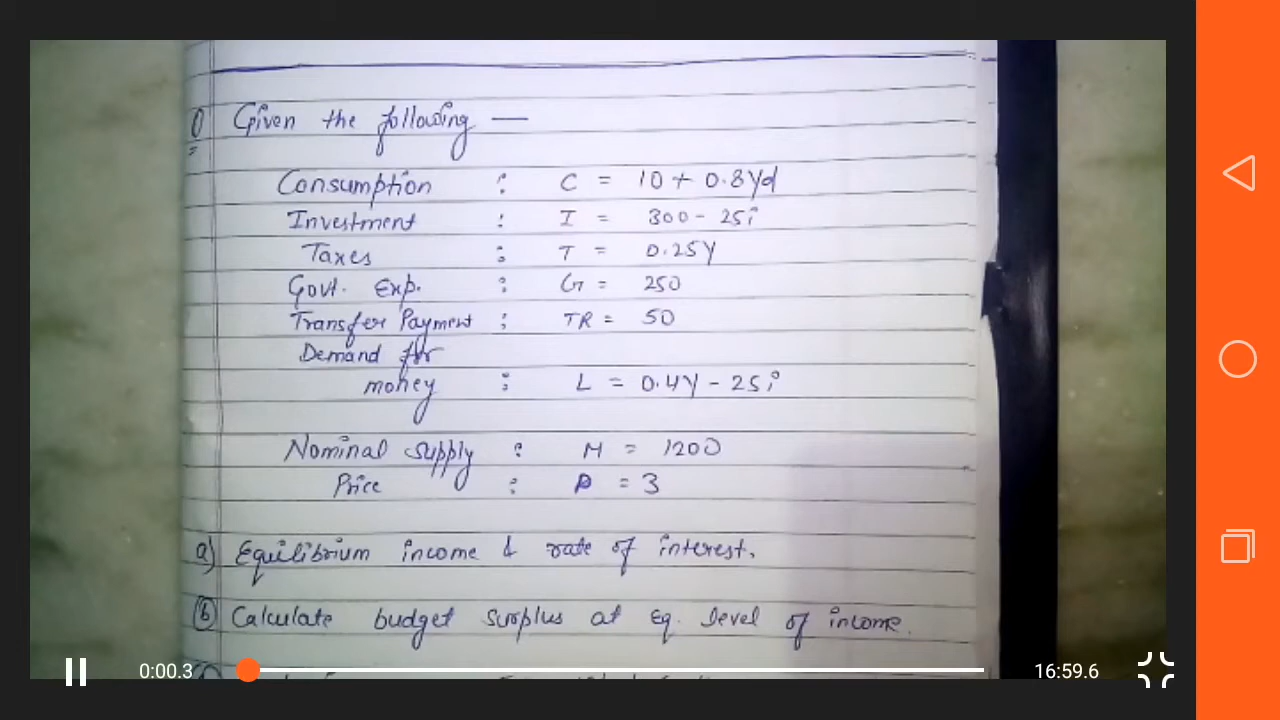 Q Given the following —
Consumption : C = 10 + 0.8Yd
Investment : I = 300 - 25i
Taxes : T = 0.25Y
Govt. Exp. : G = 250
Transfer Payment : TR = 50
Demand for
money : L = 0.4Y - 25i
Nominal supply : M = 1200
Price : P = 3
a) Equilibrium income & rate of interest.
(b) Calculate budget surplus at Eq. level of income.
0:00.3 16:59.6